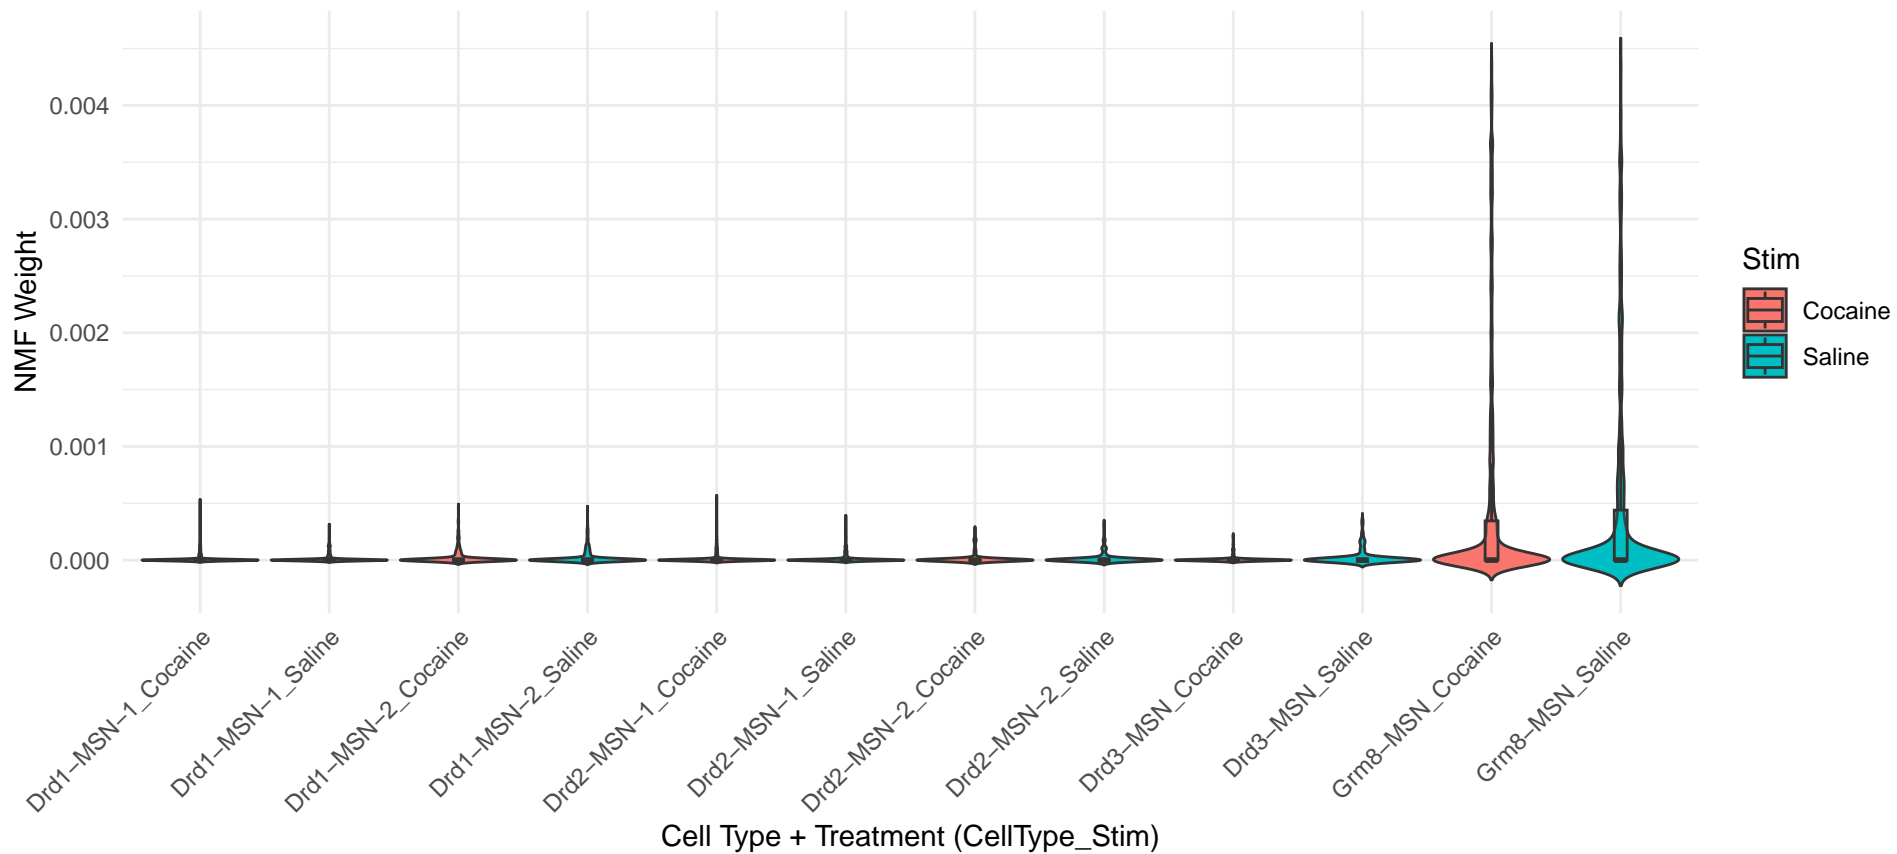 0.004
0.003
0.002
0.001
0.000
NMF Weight
Drd1−MSN−1_Cocaine
Drd1−MSN−1_Saline
Drd1−MSN−2_Cocaine
Drd1−MSN−2_Saline
Drd2−MSN−1_Cocaine
Drd2−MSN−1_Saline
Drd2−MSN−2_Cocaine
Drd2−MSN−2_Saline
Drd3−MSN_Cocaine
Drd3−MSN_Saline
Grm8−MSN_Cocaine
Grm8−MSN_Saline
Cell Type + Treatment (CellType_Stim)
Stim
Cocaine
Saline